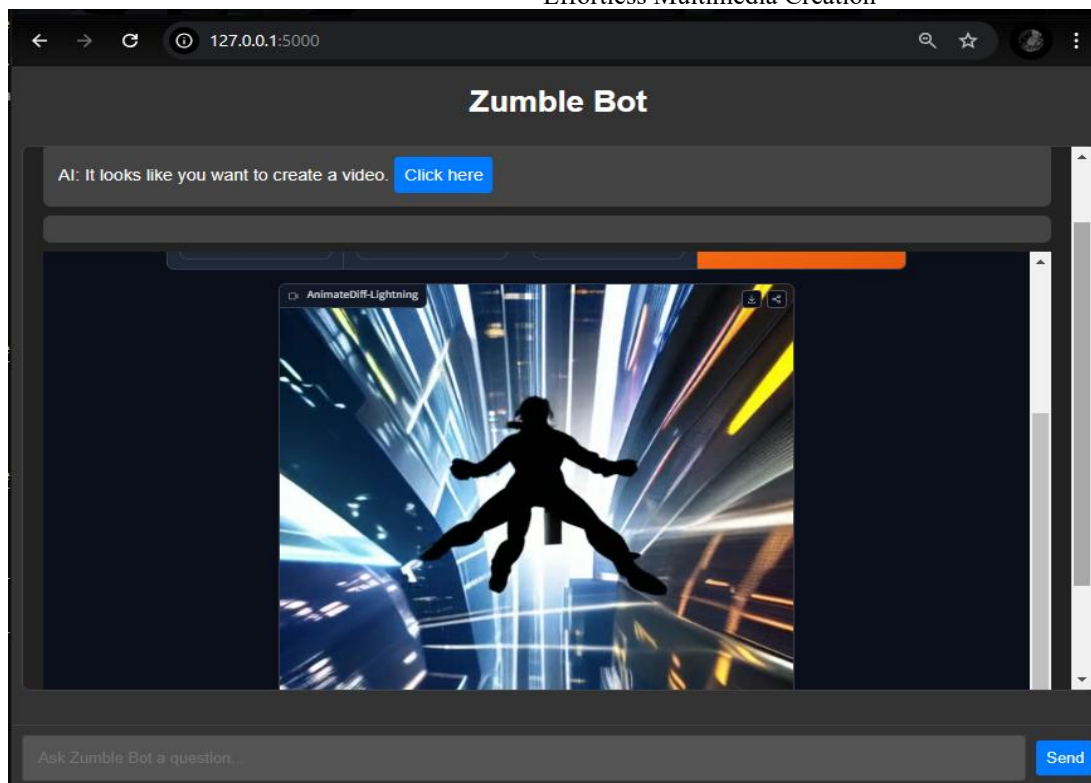 Effortless Multimedia Creation
127.0.0.1:5000
Zumble Bot
AI: It looks like you want to create a video. Click here
AnimateDiff-Lightning
Ask Zumble Bot a question...
Send